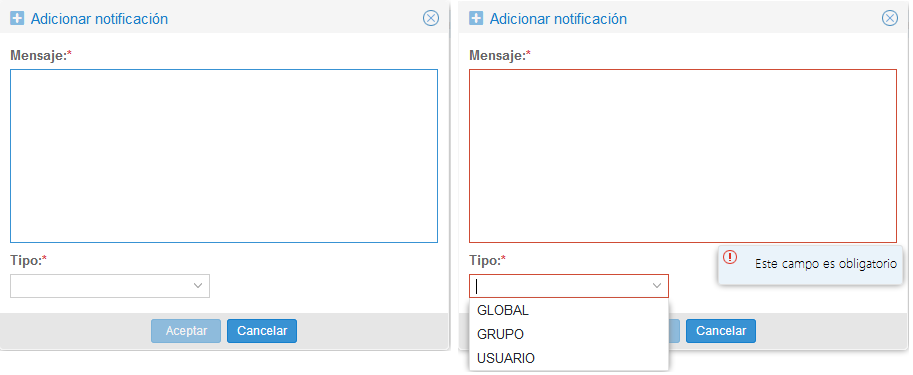 Adicionar notificación
Mensaje:*
Tipo:*
Aceptar
Cancelar
Adicionar notificación
Mensaje:*
Tipo:*
Este campo es obligatorio
GLOBAL
GRUPO
USUARIO
Cancelar